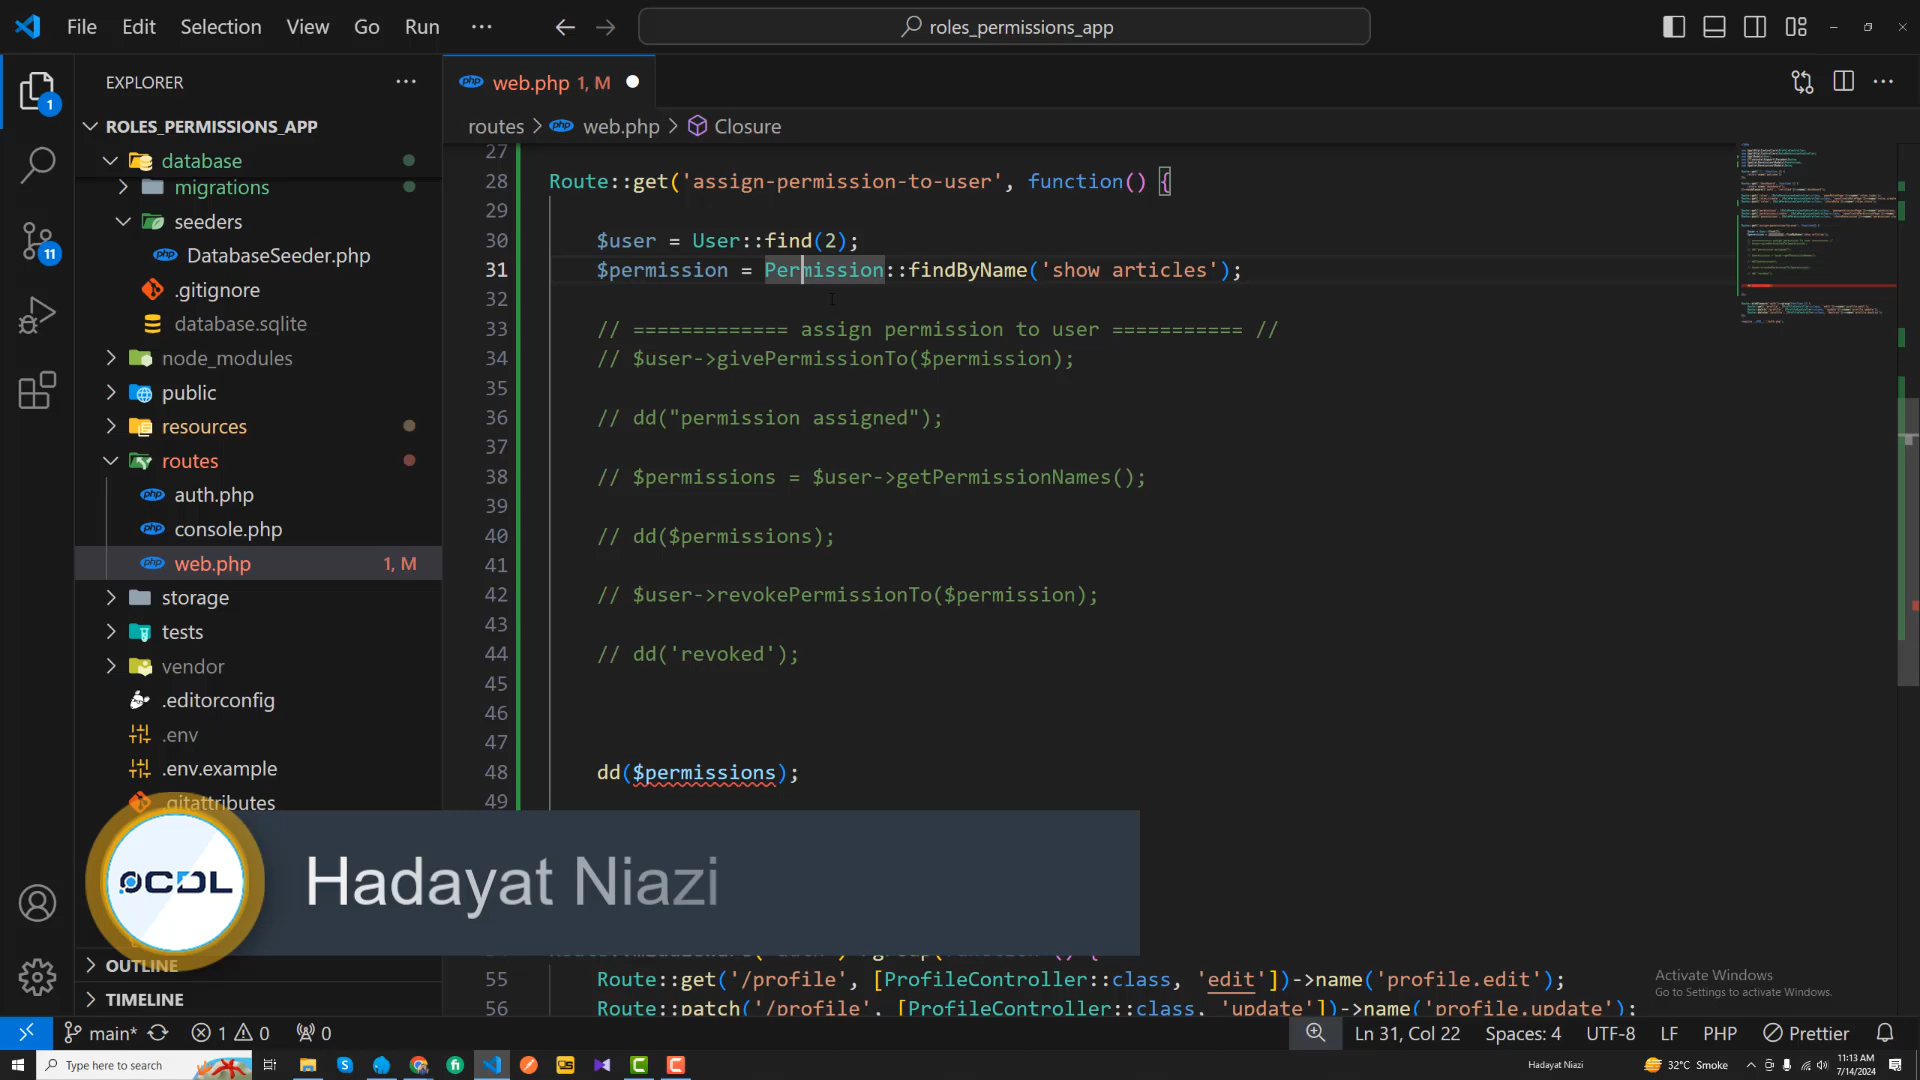 File Edit Selection View Go Run ...
roles_permissions_app
EXPLORER
ROLES_PERMISSIONS_APP
database
migrations
seeders
DatabaseSeeder.php
.gitignore
database.sqlite
node_modules
public
resources
routes
auth.php
console.php
web.php 1, M
storage
tests
vendor
.editorconfig
.env
.env.example
.gitattributes
OUTLINE
TIMELINE
1
11
web.php 1, M
routes > web.php > Closure
27
28 Route::get('assign-permission-to-user', function() {
29
30 $user = User::find(2);
31 $permission = Permission::findByName('show articles');
32
33 // ============= assign permission to user =========== //
34 // $user->givePermissionTo($permission);
35
36 // dd("permission assigned");
37
38 // $permissions = $user->getPermissionNames();
39
40 // dd($permissions);
41
42 // $user->revokePermissionTo($permission);
43
44 // dd('revoked');
45
46
47
48 dd($permissions);
49
55 Route::get('/profile', [ProfileController::class, 'edit'])->name('profile.edit');
56 Route::patch('/profile', [ProfileController::class, 'update'])->name('profile.update');
OCDL
Hadayat Niazi
Activate Windows
Go to Settings to activate Windows.
main* 1 0 0 Ln 31, Col 22 Spaces: 4 UTF-8 LF PHP Prettier
Type here to search
Hadayat Niazi 32°C Smoke 11:13 AM
7/14/2024